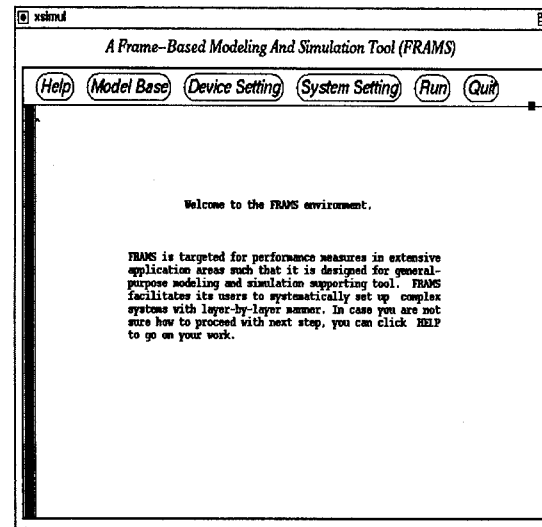 xsimul
A Frame-Based Modeling And Simulation Tool (FRAMS)
Help Model Base Device Setting System Setting Run Quit
Welcome to the FRAMS environment.
FRAMS is targeted for performance measures in extensive
application areas such that it is designed for general-
purpose modeling and simulation supporting tool. FRAMS
facilitates its users to systematically set up complex
systems with layer-by-layer manner. In case you are not
sure how to proceed with next step, you can click HELP
to go on your work.